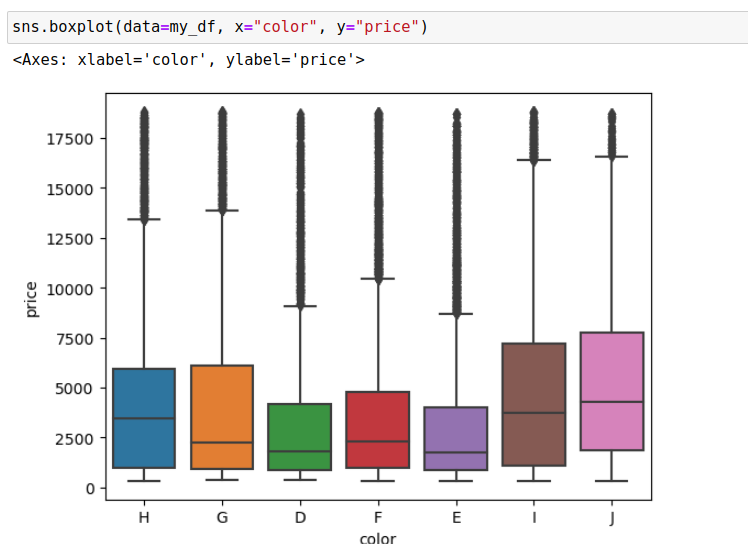 sns.boxplot(data=my_df, x="color", y="price")
<Axes: xlabel='color', ylabel='price'>
17500
15000
12500
10000
7500
5000
2500
0
price
H G D F E I J
color